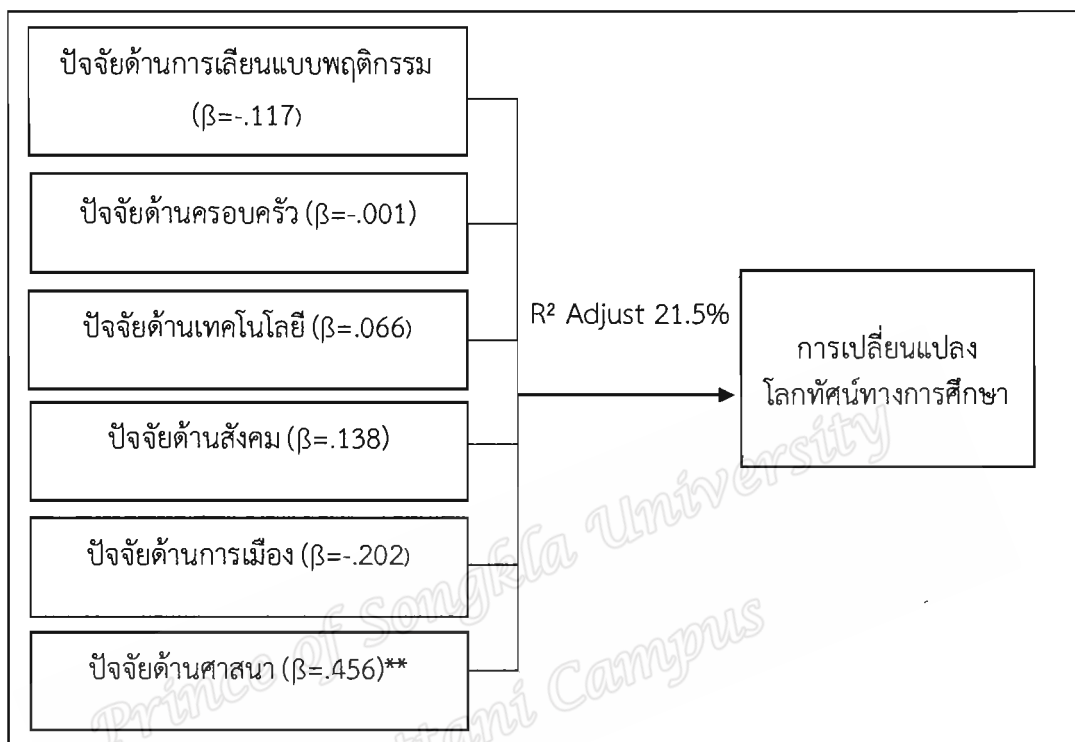 ปัจจัยด้านการเลียนแบบพฤติกรรม
(β=-.117)
ปัจจัยด้านครอบครัว (β=-.001)
ปัจจัยด้านเทคโนโลยี (β=.066)
ปัจจัยด้านสังคม (β=.138)
ปัจจัยด้านการเมือง (β=-.202)
ปัจจัยด้านศาสนา (β=.456)**
R² Adjust 21.5%
การเปลี่ยนแปลง
โลกทัศน์ทางการศึกษา
Prince of Songkla University
Pattani Campus